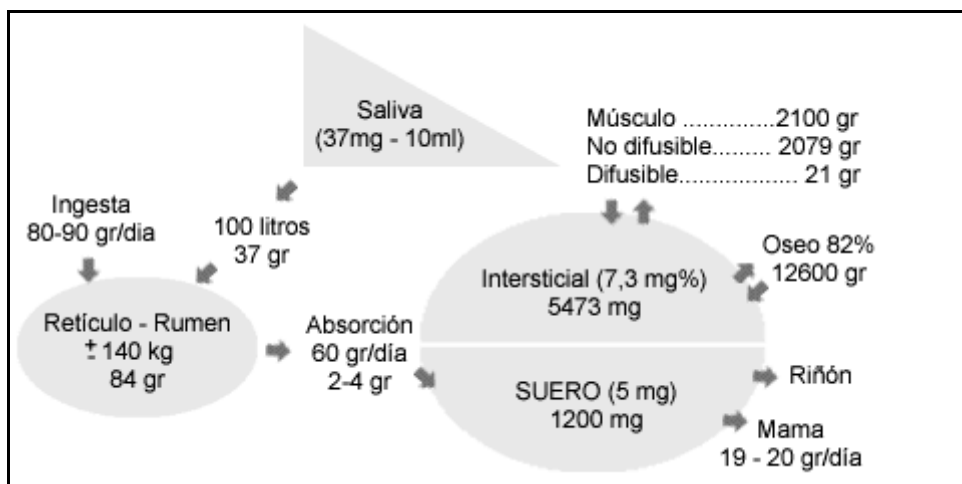 Saliva
(37mg - 10ml)
Músculo ..............2100 gr
No difusible......... 2079 gr
Difusible................... 21 gr
Ingesta
80-90 gr/dia
100 litros
37 gr
Oseo 82%
12600 gr
Intersticial (7,3 mg%)
5473 mg
Retículo - Rumen
± 140 kg
84 gr
Absorción
60 gr/día
2-4 gr
SUERO (5 mg)
1200 mg
Riñón
Mama
19 - 20 gr/día